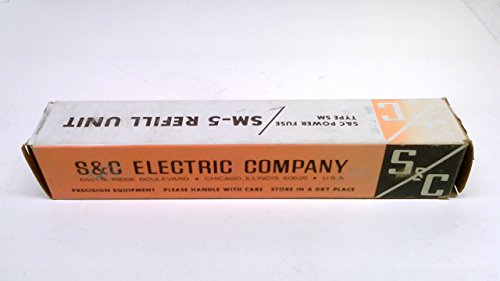 S&C POWER FUSE
TYPE SM
SM-5 REFILL UNIT
S&C
S&C ELECTRIC COMPANY
6601 N. RIDGE BOULEVARD • CHICAGO, ILLINOIS 60626 • U.S.A.
PRECISION EQUIPMENT PLEASE HANDLE WITH CARE STORE IN A DRY PLACE
S&C